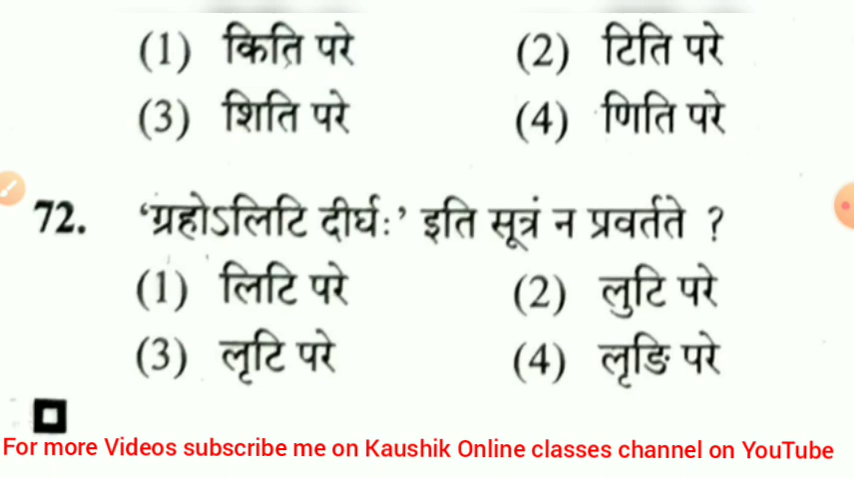 (1) किति परे (2) टिति परे
(3) शिति परे (4) णिति परे
72. ‘ग्रहोऽलिटि दीर्घः’ इति सूत्रं न प्रवर्तते ?
(1) लिटि परे (2) लुटि परे
(3) लृटि परे (4) लृङि परे
For more Videos subscribe me on Kaushik Online classes channel on YouTube